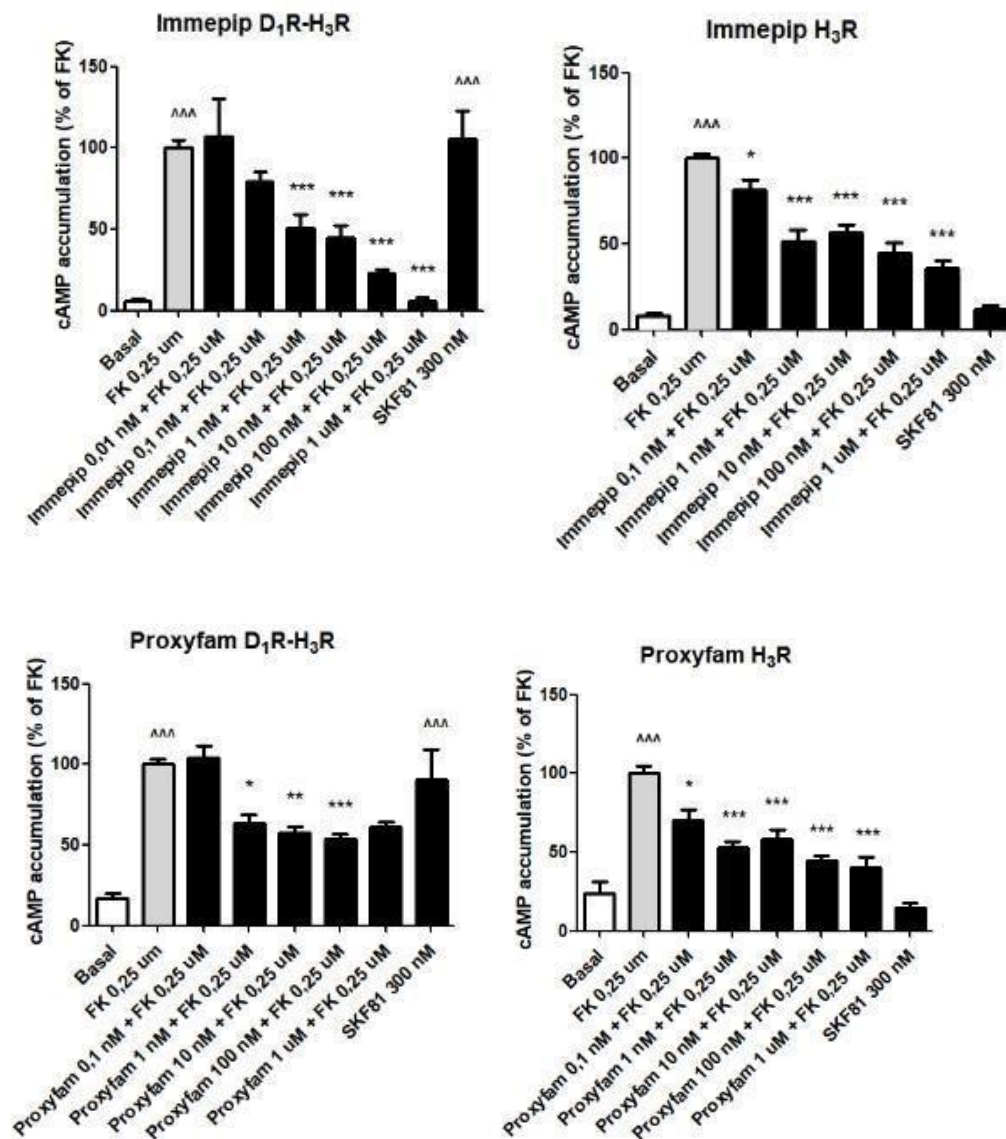 Immepip D₁R-H₃R
cAMP accumulation (% of FK)
150
100
50
0
^^^
***
***
***
***
^^^
Basal
FK 0,25 um
Immepip 0,01 nM + FK 0,25 uM
Immepip 0,1 nM + FK 0,25 uM
Immepip 1 nM + FK 0,25 uM
Immepip 10 nM + FK 0,25 uM
Immepip 100 nM + FK 0,25 uM
Immepip 1 uM + FK 0,25 uM
SKF81 300 nM
Immepip H₃R
cAMP accumulation (% of FK)
150
100
50
0
^^^
*
***
***
***
***
Basal
FK 0,25 um
Immepip 0,1 nM + FK 0,25 uM
Immepip 1 nM + FK 0,25 uM
Immepip 10 nM + FK 0,25 uM
Immepip 100 nM + FK 0,25 uM
Immepip 1 uM + FK 0,25 uM
SKF81 300 nM
Proxyfam D₁R-H₃R
cAMP accumulation (% of FK)
150
100
50
0
^^^
*
**
***
^^^
Basal
FK 0,25 um
Proxyfam 0,1 nM + FK 0,25 uM
Proxyfam 1 nM + FK 0,25 uM
Proxyfam 10 nM + FK 0,25 uM
Proxyfam 100 nM + FK 0,25 uM
Proxyfam 1 uM + FK 0,25 uM
SKF81 300 nM
Proxyfam H₃R
cAMP accumulation (% of FK)
150
100
50
0
^^^
*
***
***
***
***
Basal
FK 0,25 um
Proxyfam 0,1 nM + FK 0,25 uM
Proxyfam 1 nM + FK 0,25 uM
Proxyfam 10 nM + FK 0,25 uM
Proxyfam 100 nM + FK 0,25 uM
Proxyfam 1 uM + FK 0,25 uM
SKF81 300 nM